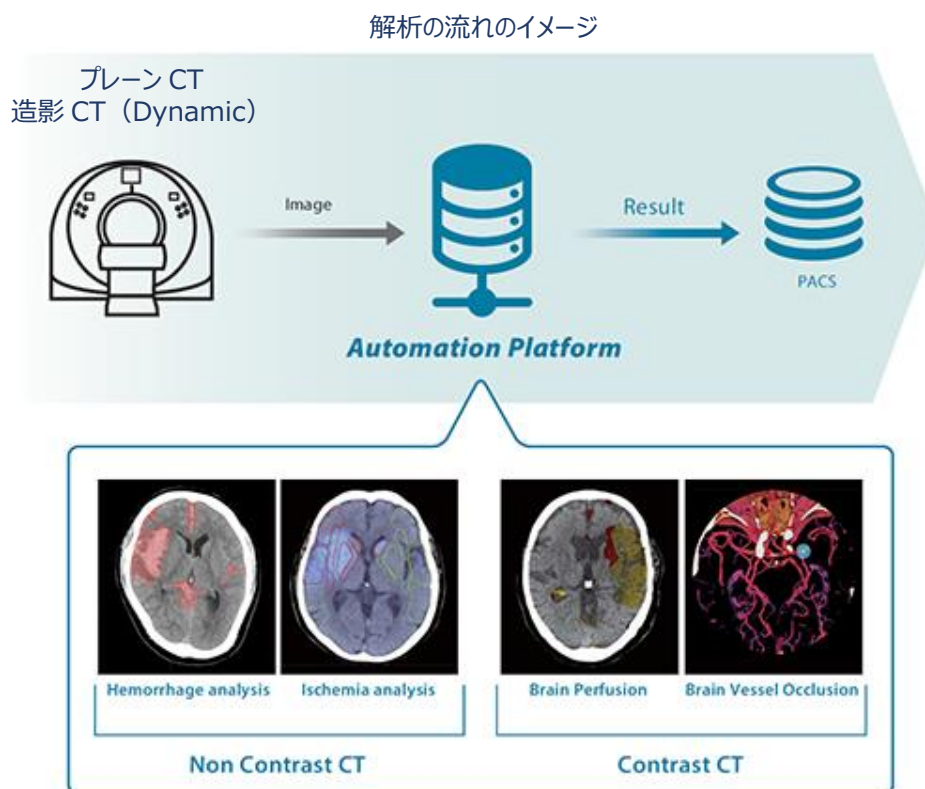 解析の流れのイメージ
プレーン CT
造影 CT（Dynamic）
Image
Result
PACS
Automation Platform
Hemorrhage analysis
Ischemia analysis
Brain Perfusion
Brain Vessel Occlusion
Non Contrast CT
Contrast CT